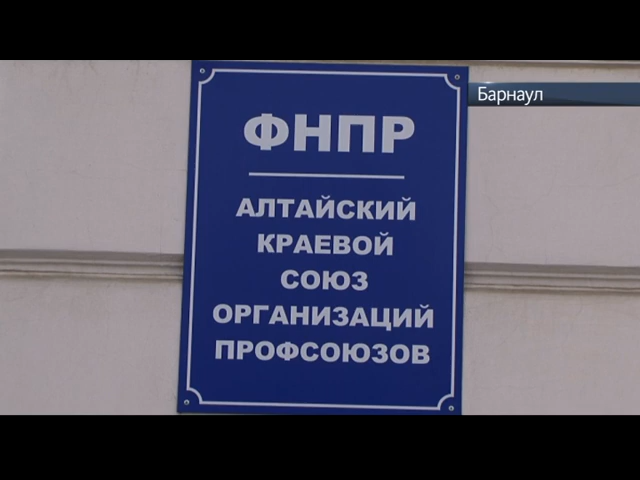 Барнаул
ФНПР
АЛТАЙСКИЙ
КРАЕВОЙ
СОЮЗ
ОРГАНИЗАЦИЙ
ПРОФСОЮЗОВ